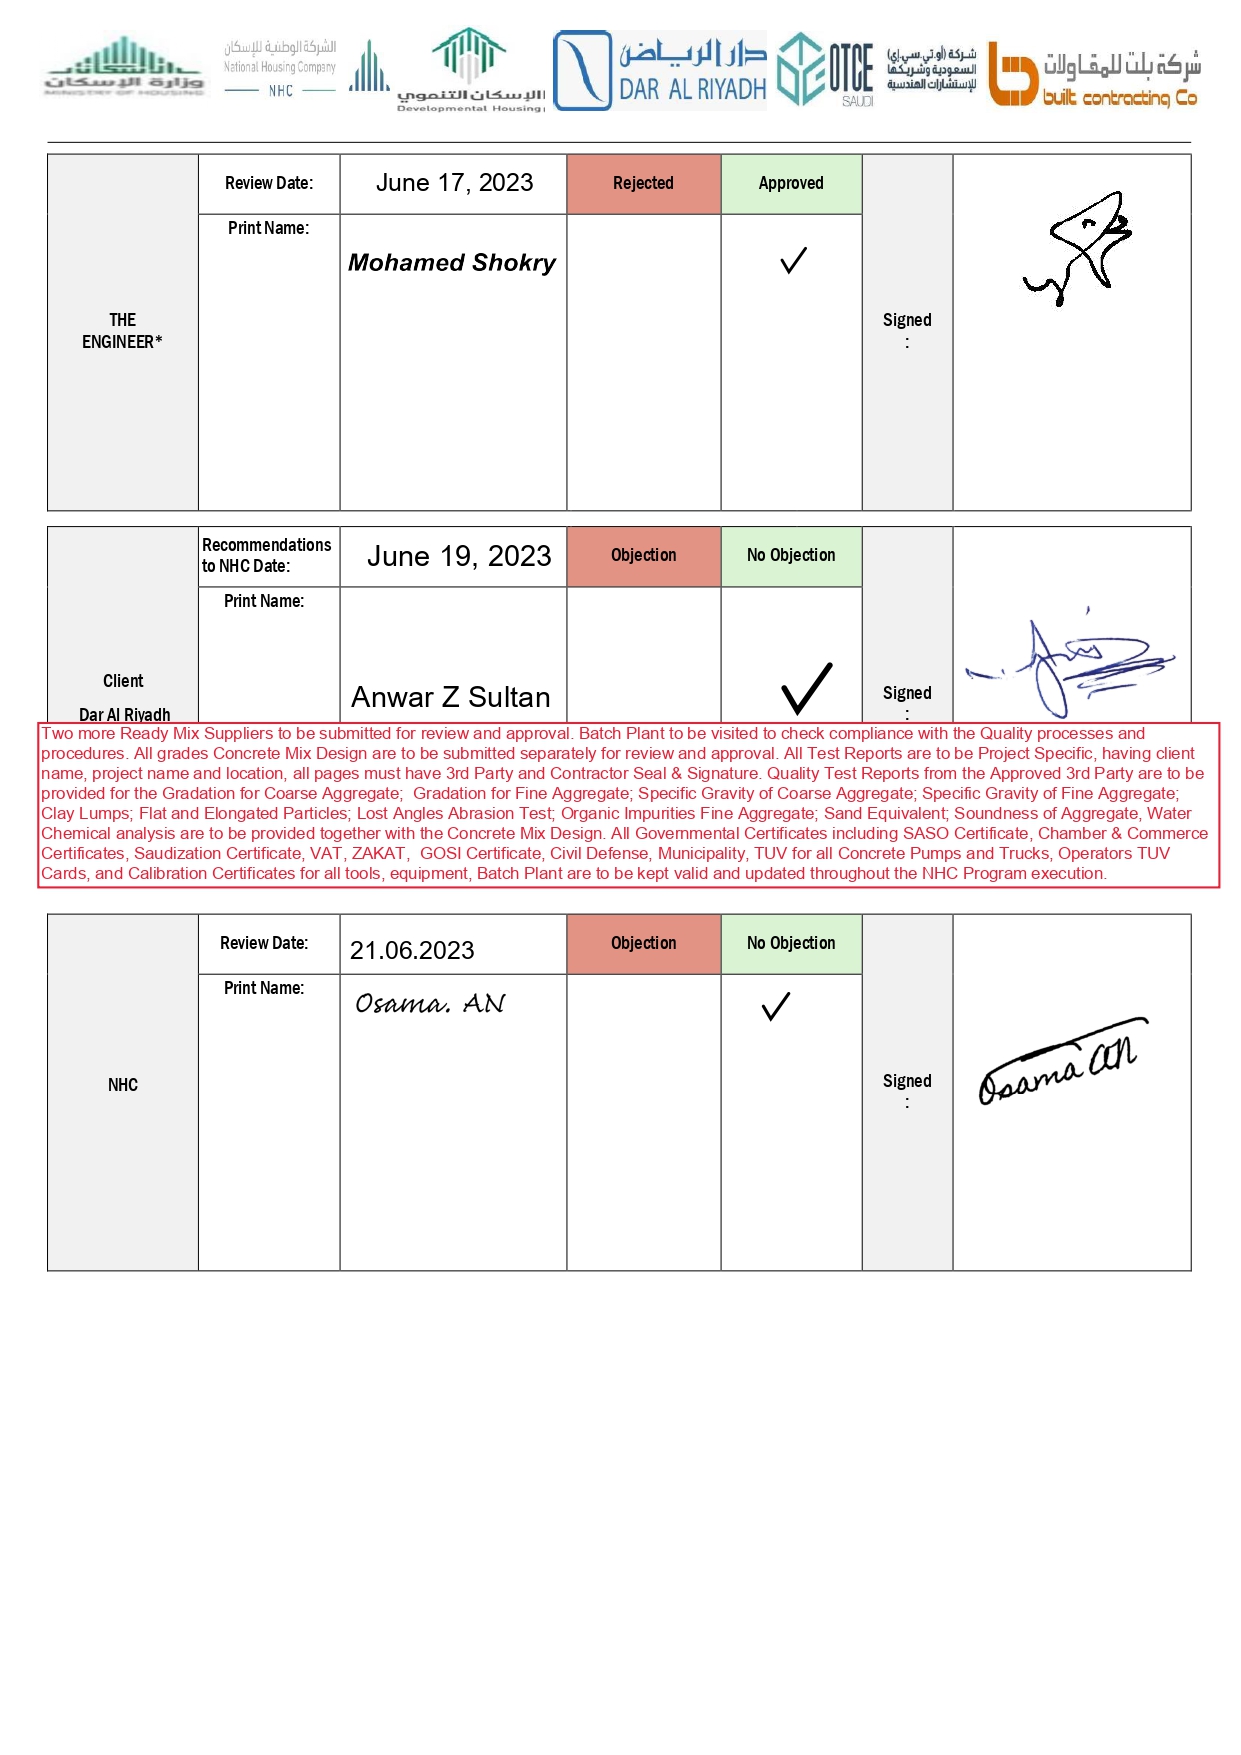 وزارة الإسكان
MINISTRY OF HOUSING
الشركة الوطنية للإسكان
National Housing Company
NHC
الإسكان التنموي
Developmental Housing
دار الرياض
DAR AL RIYADH
OTCE
SAUDI
شركة (أو.تي.سي.إي)
السعودية وشريكها
للإستشارات الهندسية
شركة بلت للمقاولات
built contracting Co
THE
ENGINEER*
Review Date:
June 17, 2023
Rejected
Approved
Print Name:
Mohamed Shokry
Signed
:
Client
Dar Al Riyadh
Recommendations
to NHC Date:
June 19, 2023
Objection
No Objection
Print Name:
Anwar Z Sultan
Signed
:
Two more Ready Mix Suppliers to be submitted for review and approval. Batch Plant to be visited to check compliance with the Quality processes and
procedures. All grades Concrete Mix Design are to be submitted separately for review and approval. All Test Reports are to be Project Specific, having client
name, project name and location, all pages must have 3rd Party and Contractor Seal & Signature. Quality Test Reports from the Approved 3rd Party are to be
provided for the Gradation for Coarse Aggregate;  Gradation for Fine Aggregate; Specific Gravity of Coarse Aggregate; Specific Gravity of Fine Aggregate;
Clay Lumps; Flat and Elongated Particles; Lost Angles Abrasion Test; Organic Impurities Fine Aggregate; Sand Equivalent; Soundness of Aggregate, Water
Chemical analysis are to be provided together with the Concrete Mix Design. All Governmental Certificates including SASO Certificate, Chamber & Commerce
Certificates, Saudization Certificate, VAT, ZAKAT,  GOSI Certificate, Civil Defense, Municipality, TUV for all Concrete Pumps and Trucks, Operators TUV
Cards, and Calibration Certificates for all tools, equipment, Batch Plant are to be kept valid and updated throughout the NHC Program execution.
NHC
Review Date:
21.06.2023
Objection
No Objection
Print Name:
Osama. AN
Signed
:
Osama AN